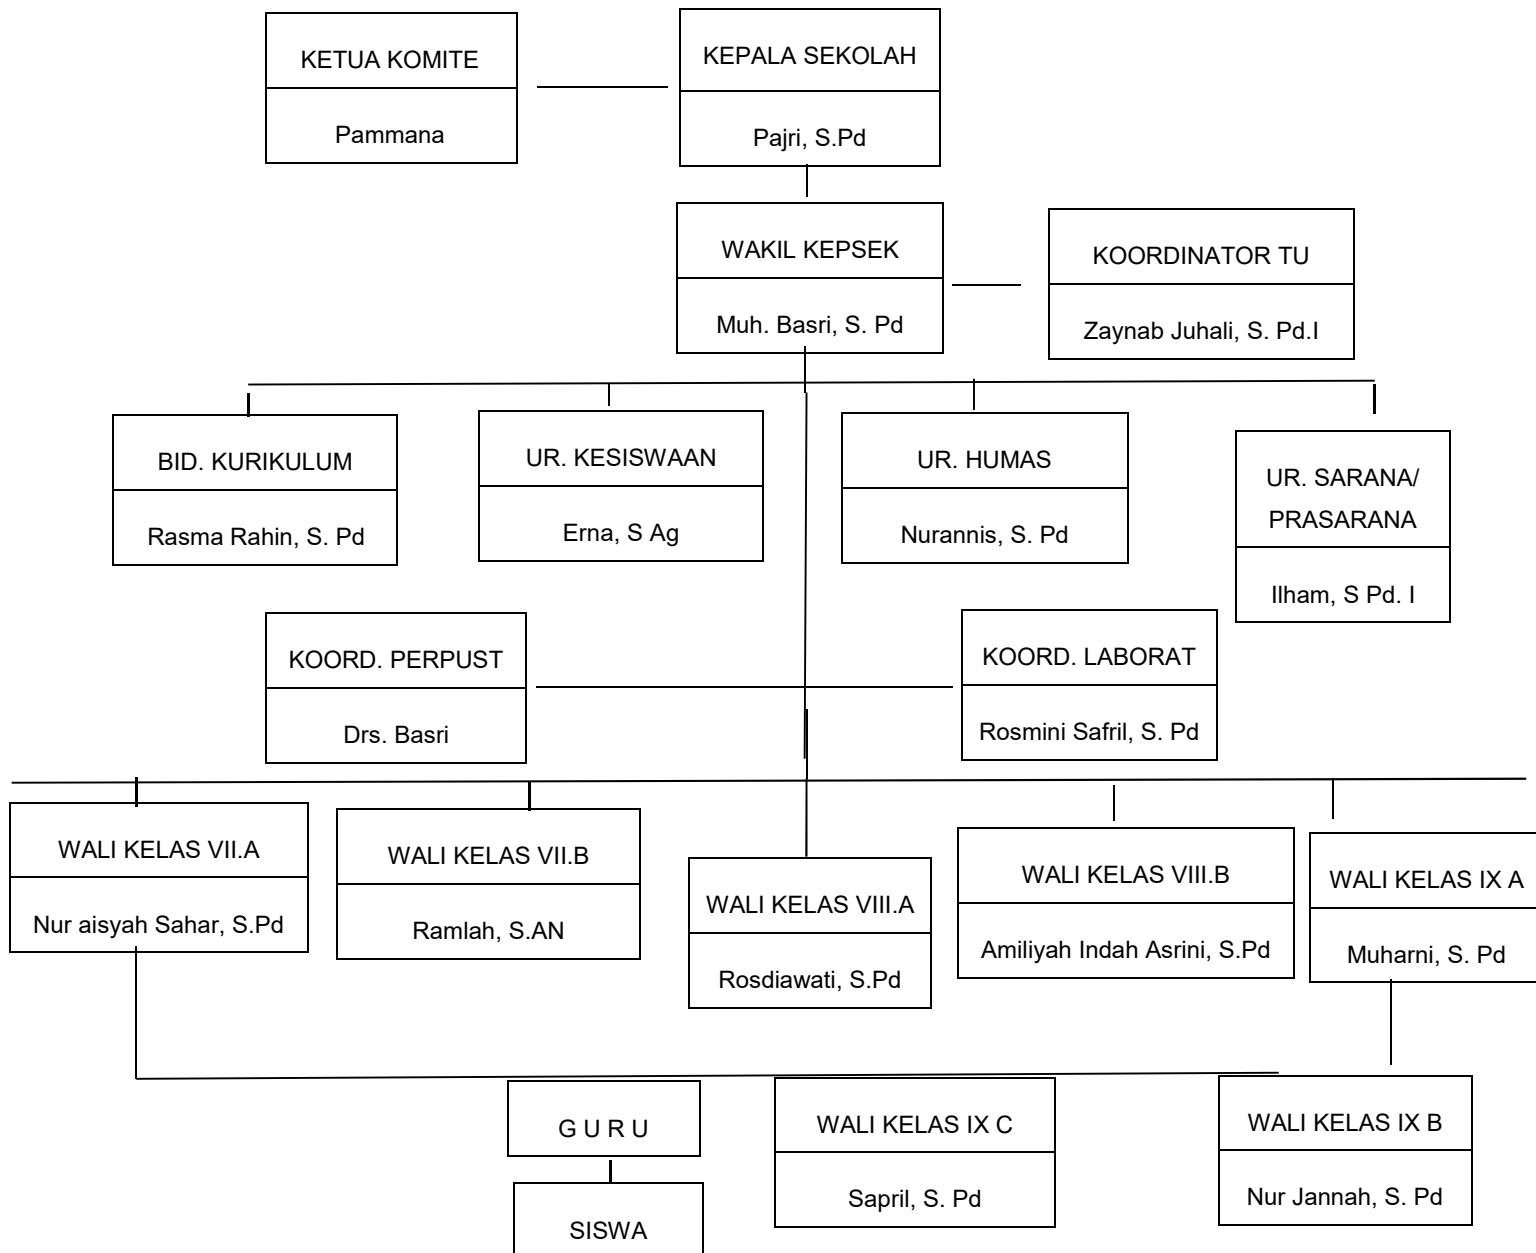 KETUA KOMITE
Pammana
KEPALA SEKOLAH
Pajri, S.Pd
WAKIL KEPSEK
Muh. Basri, S. Pd
KOORDINATOR TU
Zaynab Juhali, S. Pd.I
BID. KURIKULUM
Rasma Rahin, S. Pd
UR. KESISWAAN
Erna, S Ag
UR. HUMAS
Nurannis, S. Pd
UR. SARANA/
PRASARANA
Ilham, S Pd. I
KOORD. PERPUST
Drs. Basri
KOORD. LABORAT
Rosmini Safril, S. Pd
WALI KELAS VII.A
Nur aisyah Sahar, S.Pd
WALI KELAS VII.B
Ramlah, S.AN
WALI KELAS VIII.A
Rosdiawati, S.Pd
WALI KELAS VIII.B
Amiliyah Indah Asrini, S.Pd
WALI KELAS IX A
Muharni, S. Pd
G U R U
SISWA
WALI KELAS IX C
Sapril, S. Pd
WALI KELAS IX B
Nur Jannah, S. Pd